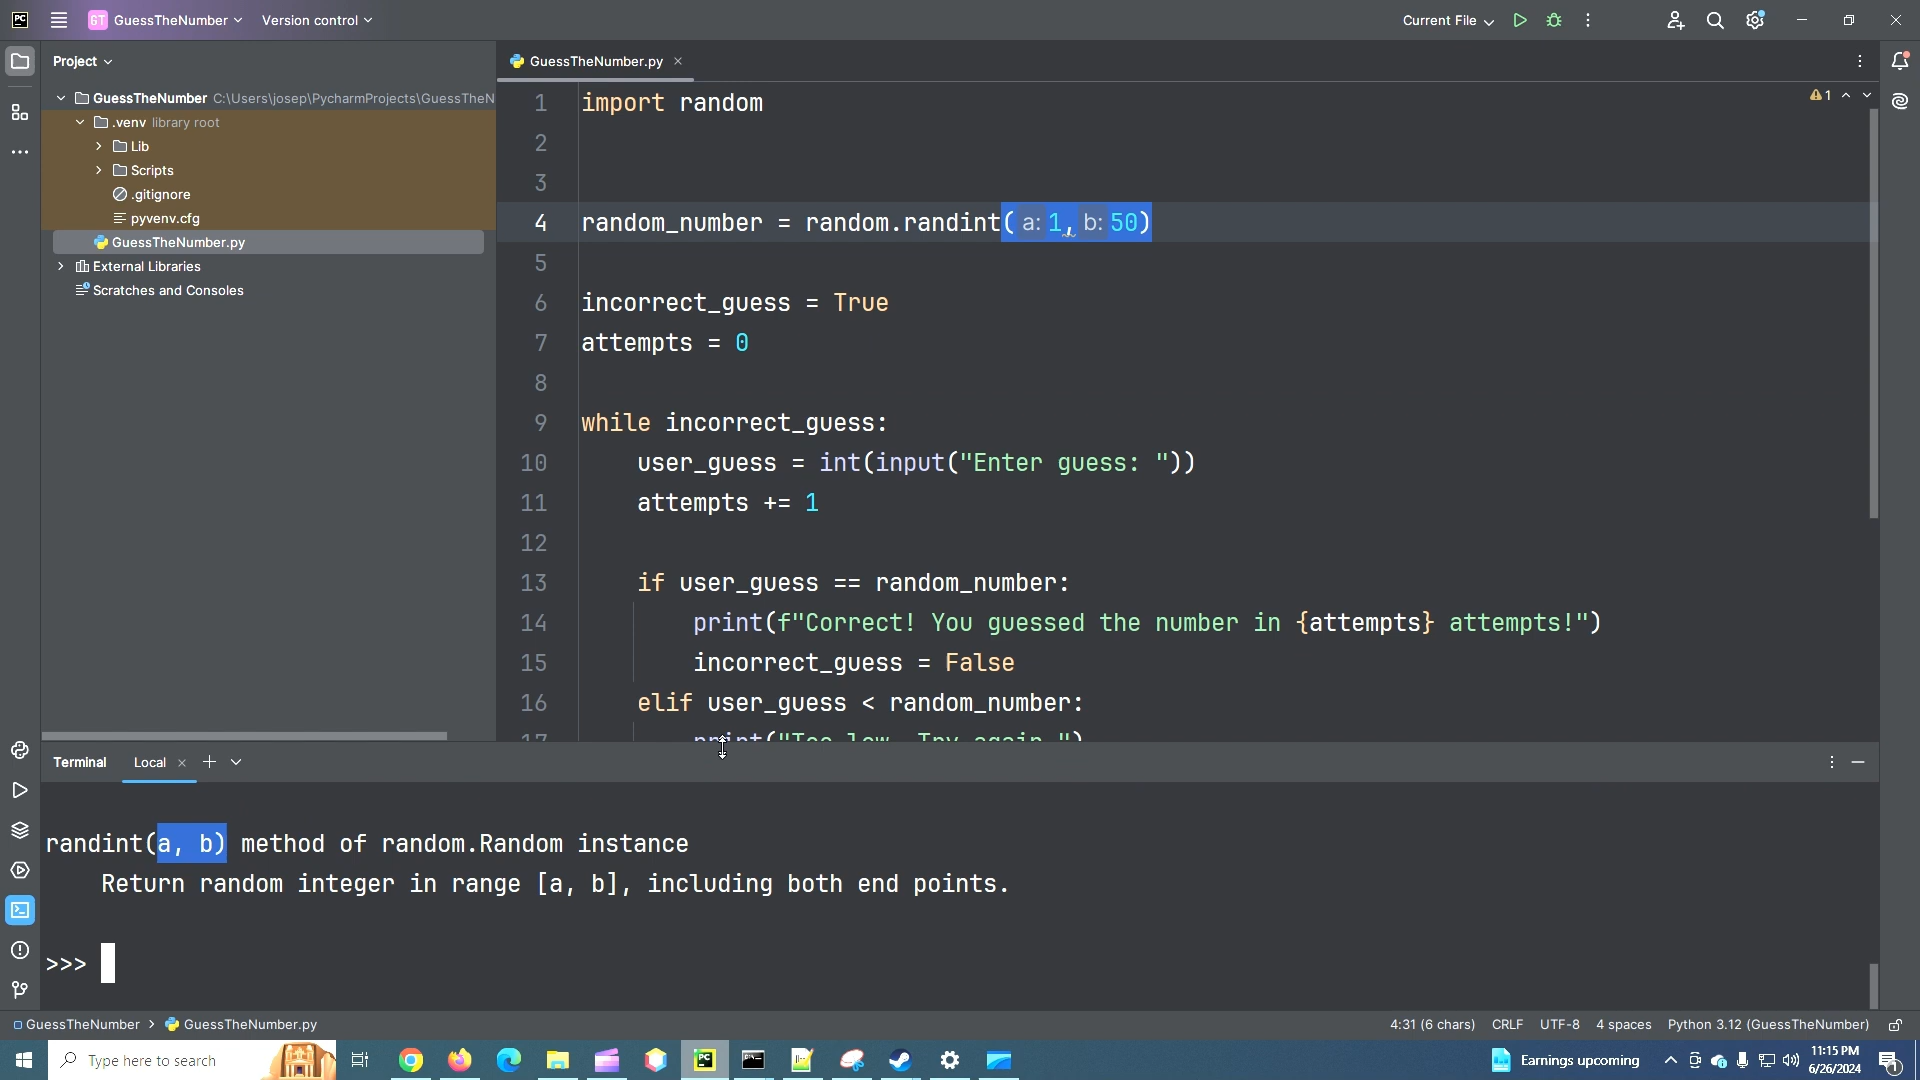 PC
GT GuessTheNumber
Version control
Current File
Project
GuessTheNumber.py
GuessTheNumber C:\Users\josep\PycharmProjects\GuessTheN
.venv library root
Lib
Scripts
.gitignore
pyvenv.cfg
GuessTheNumber.py
External Libraries
Scratches and Consoles
1
1 import random
2
3
4 random_number = random.randint( a: 1, b: 50)
5
6 incorrect_guess = True
7 attempts = 0
8
9 while incorrect_guess:
10 user_guess = int(input("Enter guess: "))
11 attempts += 1
12
13 if user_guess == random_number:
14 print(f"Correct! You guessed the number in {attempts} attempts!")
15 incorrect_guess = False
16 elif user_guess < random_number:
17 print("Too low. Try again.")
Terminal
Local
randint(a, b) method of random.Random instance
Return random integer in range [a, b], including both end points.
>>>
GuessTheNumber > GuessTheNumber.py
4:31 (6 chars) CRLF UTF-8 4 spaces Python 3.12 (GuessTheNumber)
Type here to search
PC
Earnings upcoming
11:15 PM
6/26/2024
1